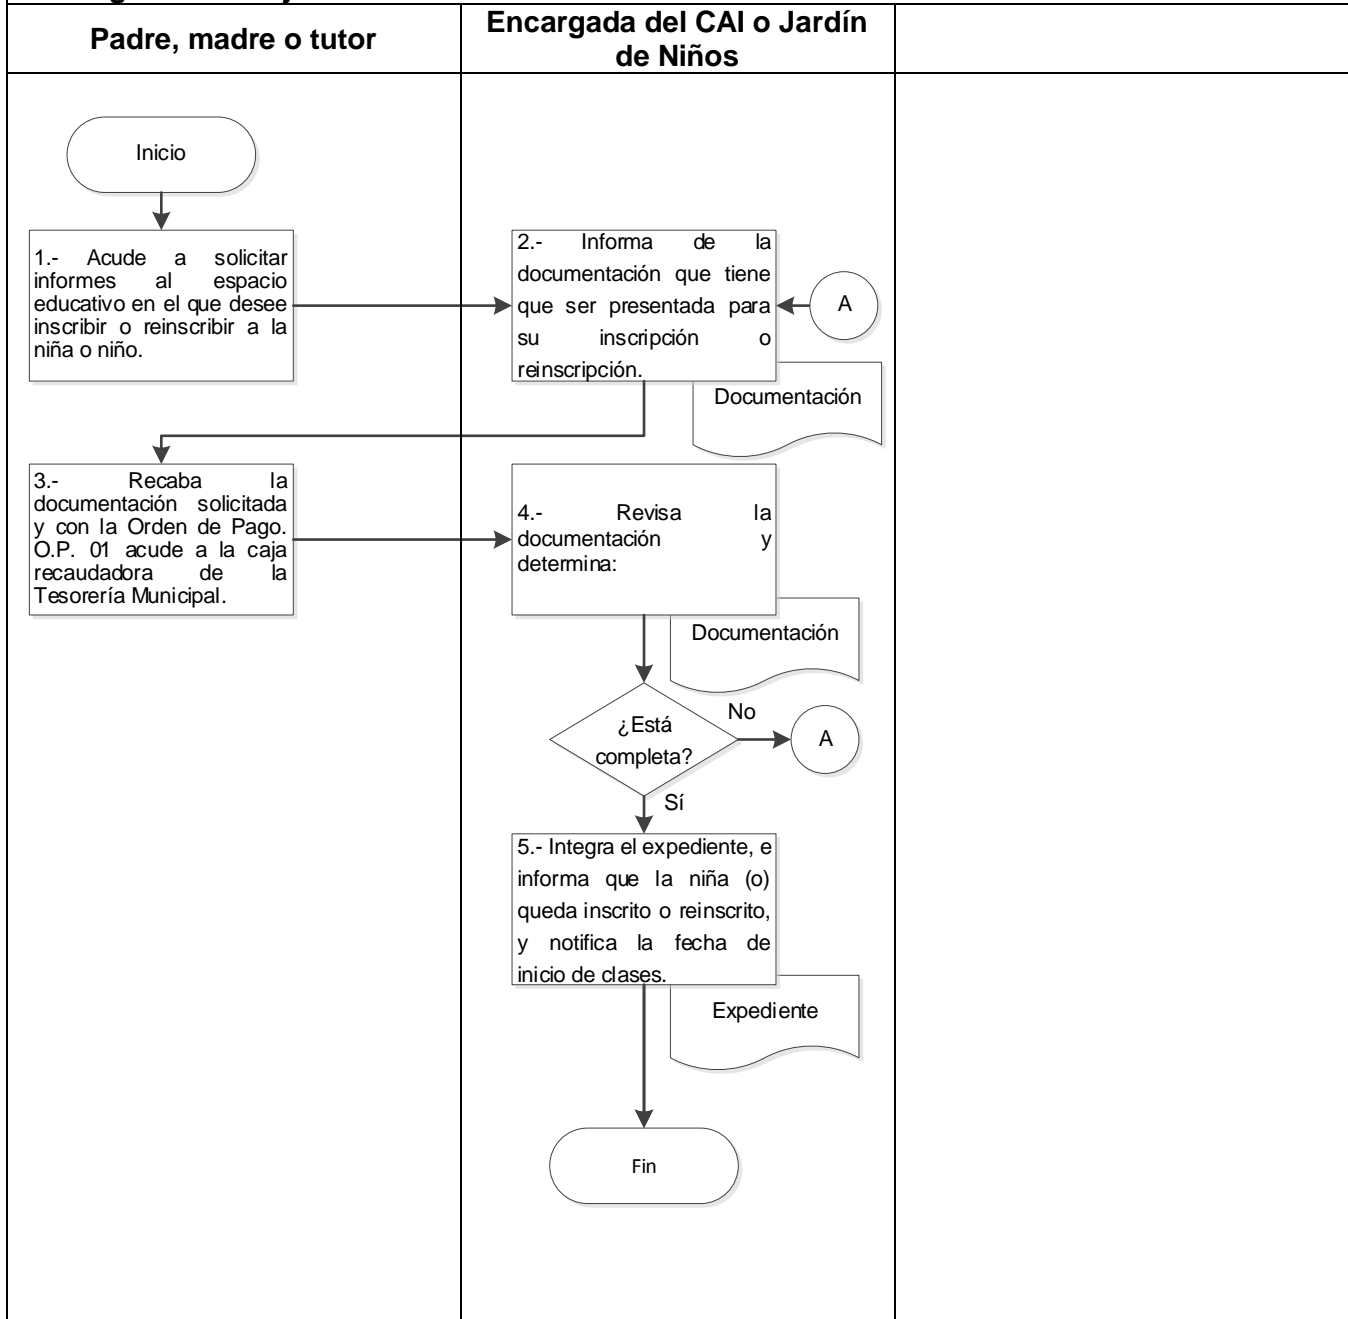 Padre, madre o tutor
Encargada del CAI o Jardín
de Niños
Inicio
1.- Acude a solicitar
informes al espacio
educativo en el que desee
inscribir o reinscribir a la
niña o niño.
2.- Informa de la
documentación que tiene
que ser presentada para
su inscripción o
reinscripción.
A
Documentación
3.- Recaba la
documentación solicitada
y con la Orden de Pago.
O.P. 01 acude a la caja
recaudadora de la
Tesorería Municipal.
4.- Revisa la
documentación y
determina:
Documentación
¿Está
completa?
No
A
Sí
5.- Integra el expediente, e
informa que la niña (o)
queda inscrito o reinscrito,
y notifica la fecha de
inicio de clases.
Expediente
Fin